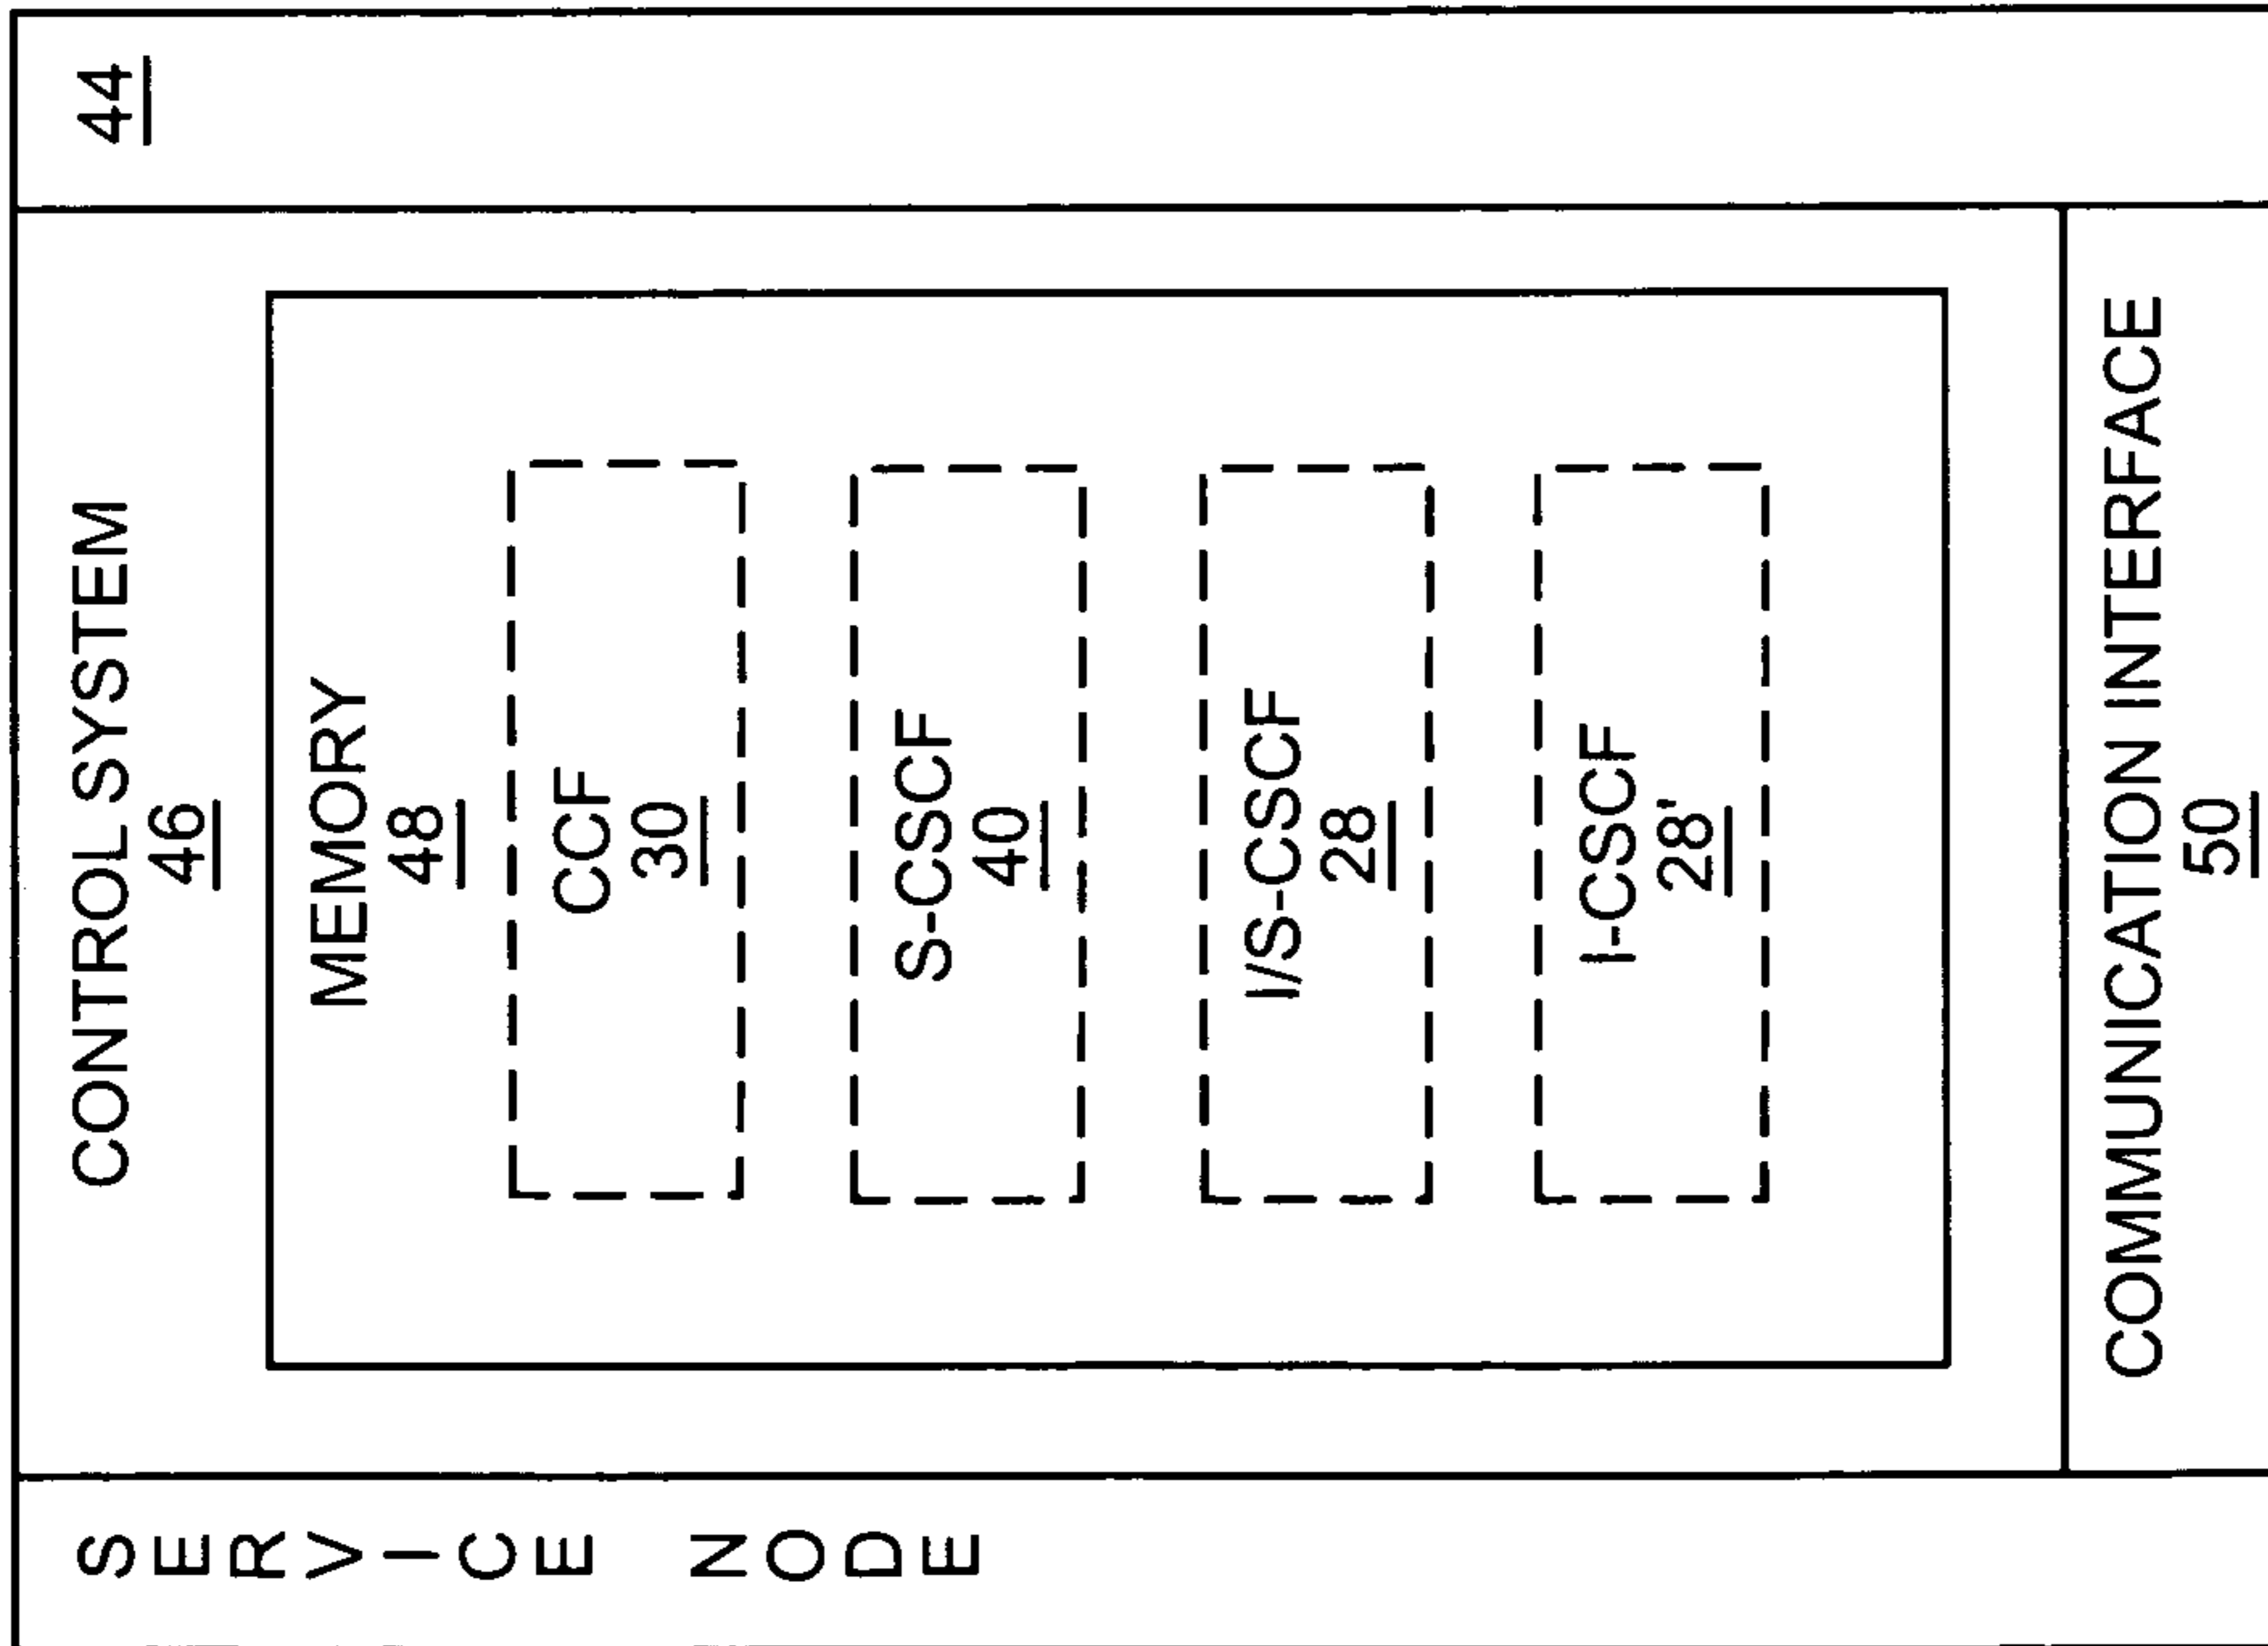 SERVICE NODE
44
CONTROL SYSTEM
46
MEMORY
48
CCF
30
S-CSCF
40
I/S-CSCF
28
I-CSCF
28'
COMMUNICATION INTERFACE
50